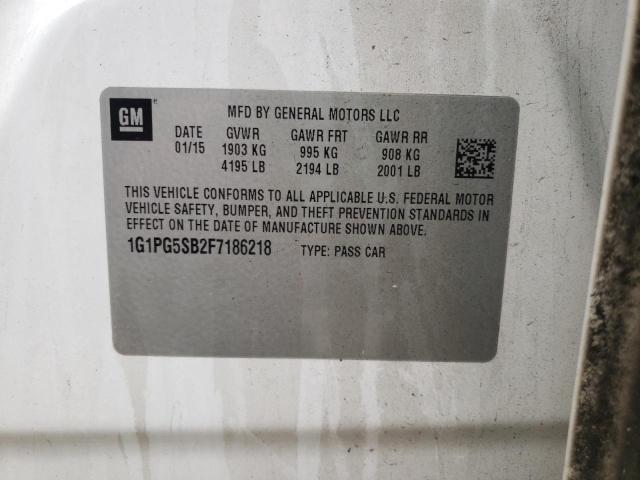 GM
MFD BY GENERAL MOTORS LLC
DATE GVWR GAWR FRT GAWR RR
01/15 1903 KG 995 KG 908 KG
4195 LB 2194 LB 2001 LB
THIS VEHICLE CONFORMS TO ALL APPLICABLE U.S. FEDERAL MOTOR
VEHICLE SAFETY, BUMPER, AND THEFT PREVENTION STANDARDS IN
EFFECT ON THE DATE OF MANUFACTURE SHOWN ABOVE.
1G1PG5SB2F7186218 TYPE: PASS CAR